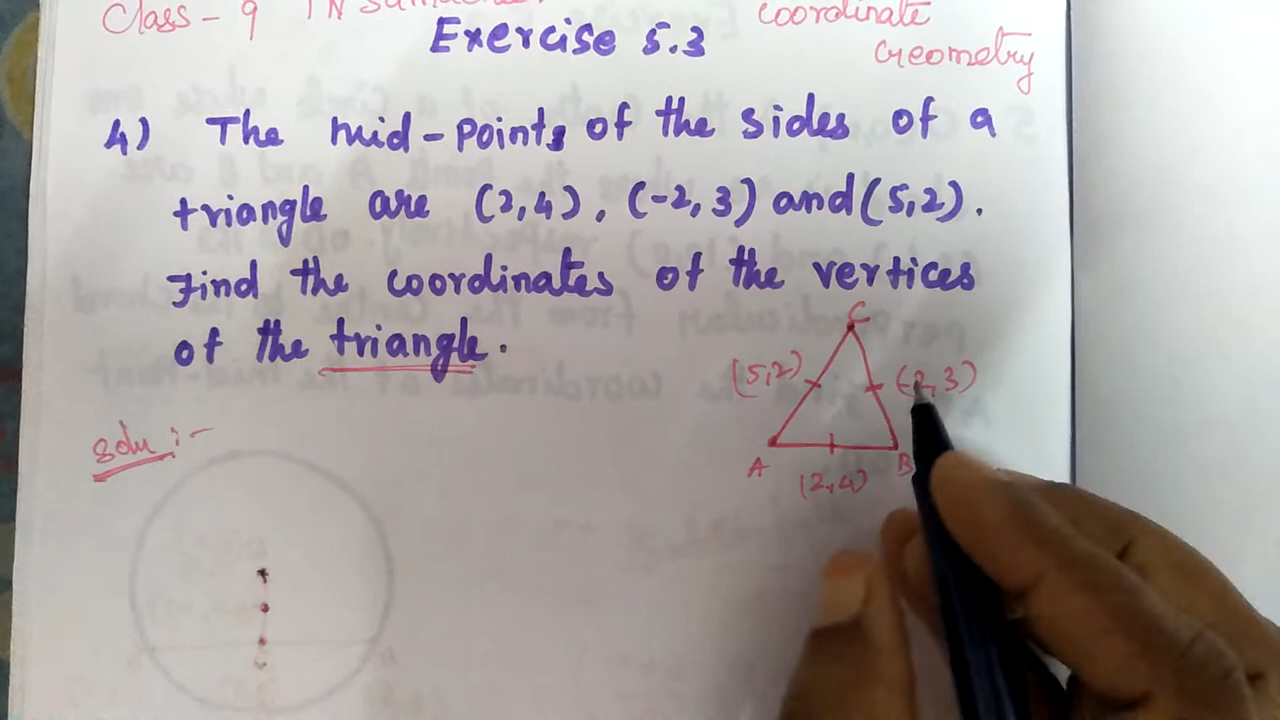 Class - 9 TN Samacheer
coordinate
Geometry
Exercise 5.3
4) The mid-points of the sides of a
triangle are (2,4), (-2,3) and (5,2).
Find the coordinates of the vertices
of the triangle.
C
(5,2) (-2,3)
A B
(2,4)
soln :-